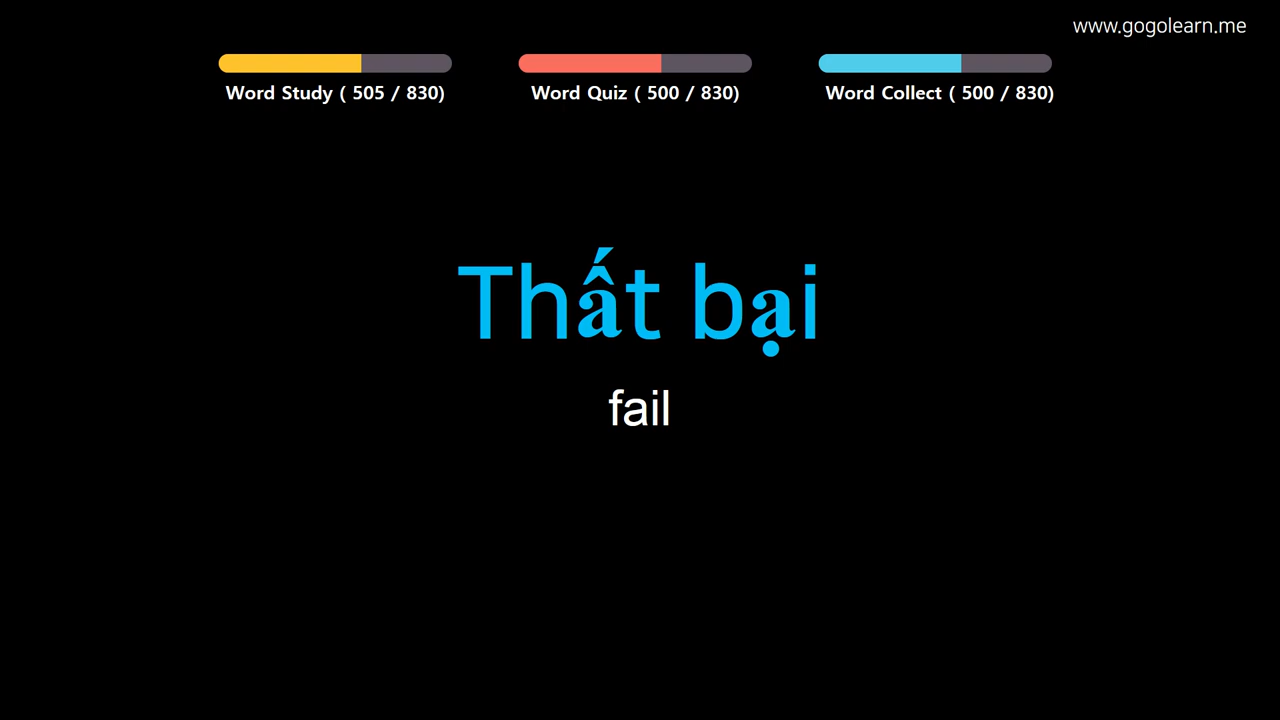 www.gogolearn.me
Word Study ( 505 / 830)
Word Quiz ( 500 / 830)
Word Collect ( 500 / 830)
Thất bại
fail